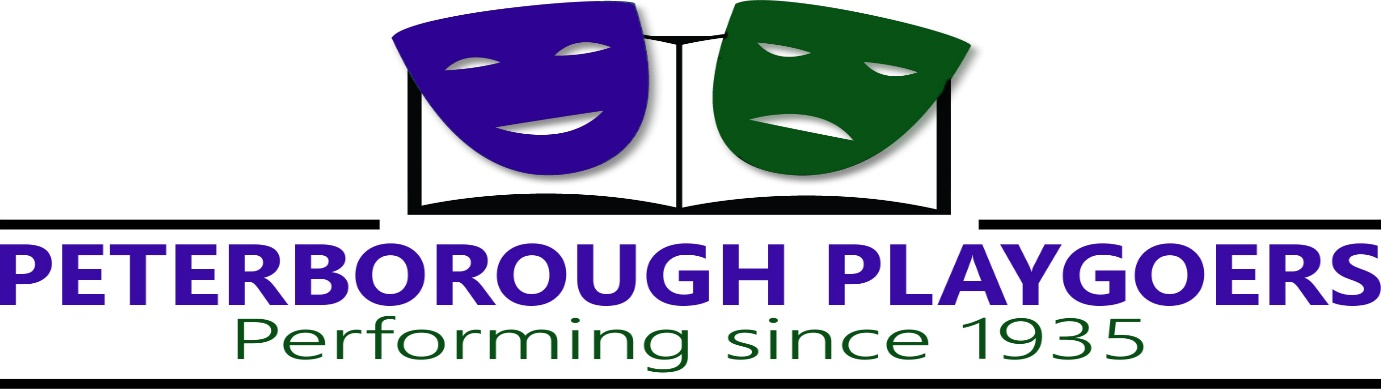 PETERBOROUGH PLAYGOERS
Performing since 1935